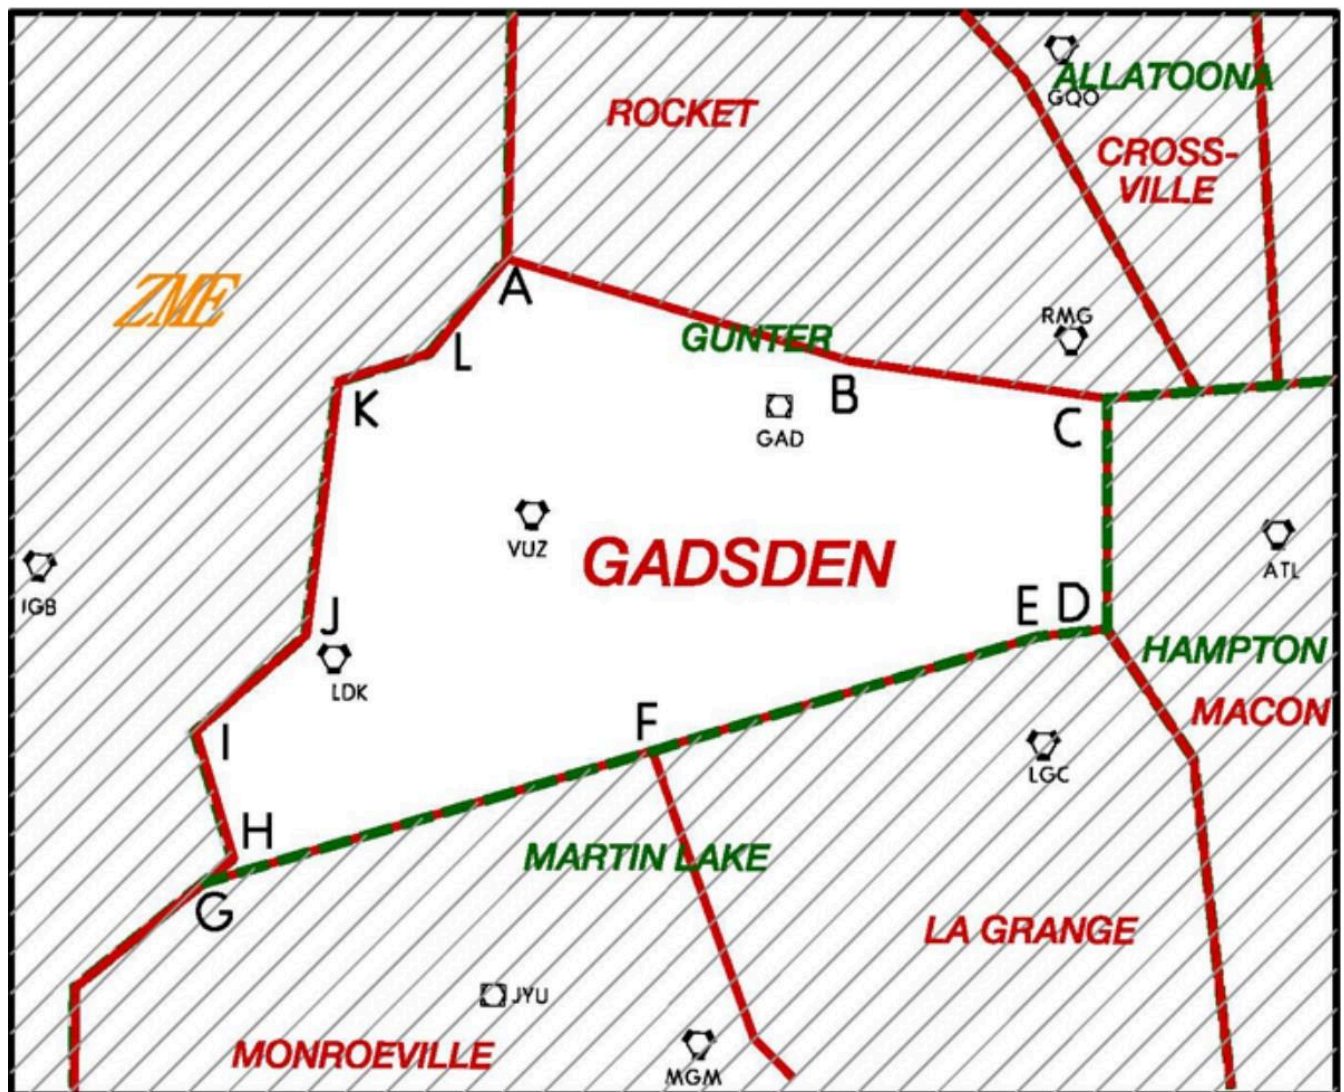 ALLATOONA
GQO
ROCKET
CROSS-
VILLE
ZME
A
RMG
GUNTER
L
K
B
C
GAD
VUZ
GADSDEN
ATL
IGB
J
E D
HAMPTON
LDK
MACON
F
I
LGC
H
MARTIN LAKE
G
LA GRANGE
JYU
MONROEVILLE
MGM